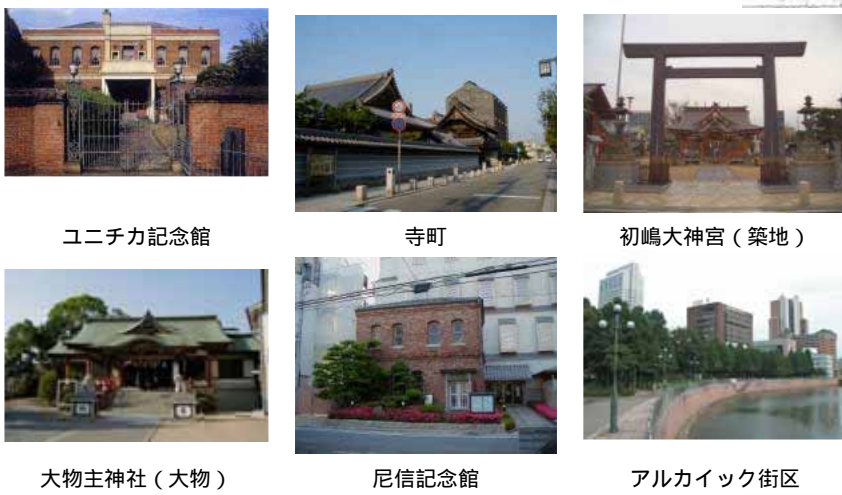 ユニチカ記念館
寺町
初嶋大神宮（築地）
大物主神社（大物）
尼信記念館
アルカイック街区